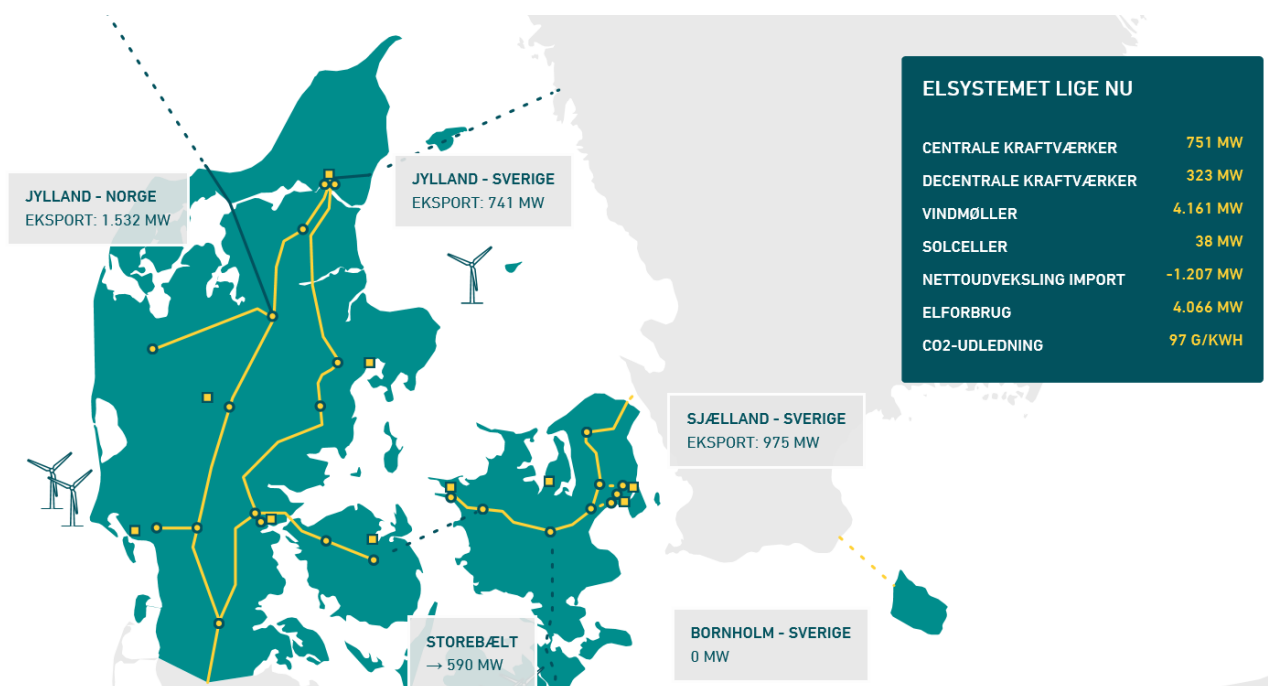 JYLLAND - NORGE
EKSPORT: 1.532 MW
JYLLAND - SVERIGE
EKSPORT: 741 MW
ELSYSTEMET LIGE NU
CENTRALE KRAFTVÆRKER 751 MW
DECENTRALE KRAFTVÆRKER 323 MW
VINDMØLLER 4.161 MW
SOLCELLER 38 MW
NETTOUDVEKSLING IMPORT -1.207 MW
ELFORBRUG 4.066 MW
CO2-UDLEDNING 97 G/KWH
SJÆLLAND - SVERIGE
EKSPORT: 975 MW
STOREBÆLT
→ 590 MW
BORNHOLM - SVERIGE
0 MW